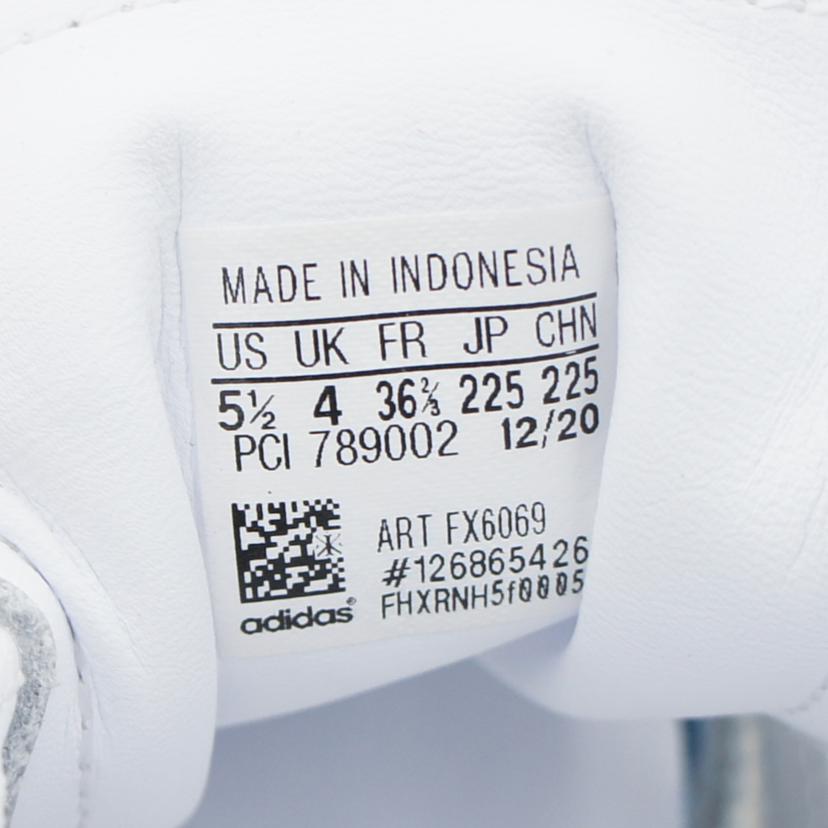 MADE IN INDONESIA
US UK FR JP CHN
5½ 4 36⅔ 225 225
PCI 789002 12/20
ART FX6069
#126865426
FHXRNH5f0005
adidas®